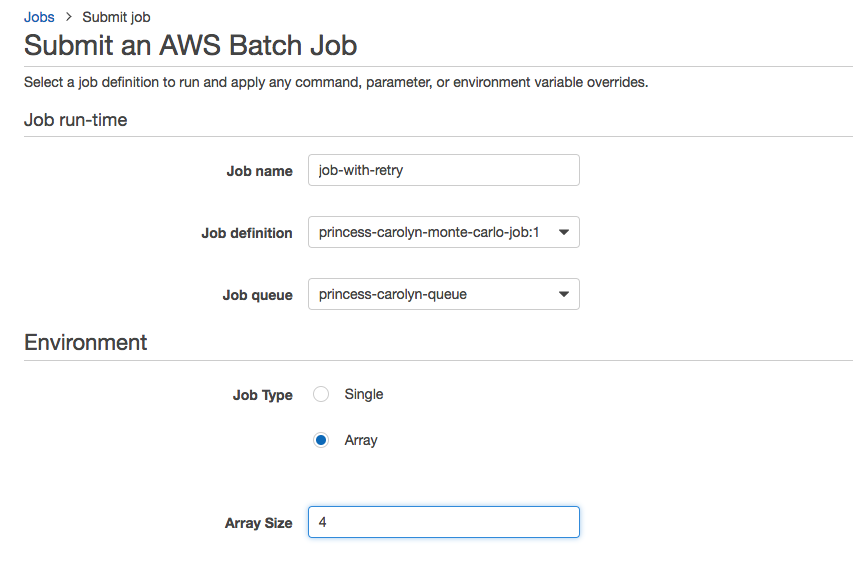 Jobs > Submit job
Submit an AWS Batch Job
Select a job definition to run and apply any command, parameter, or environment variable overrides.
Job run-time
Job name job-with-retry
Job definition princess-carolyn-monte-carlo-job:1
Job queue princess-carolyn-queue
Environment
Job Type Single
Array
Array Size 4